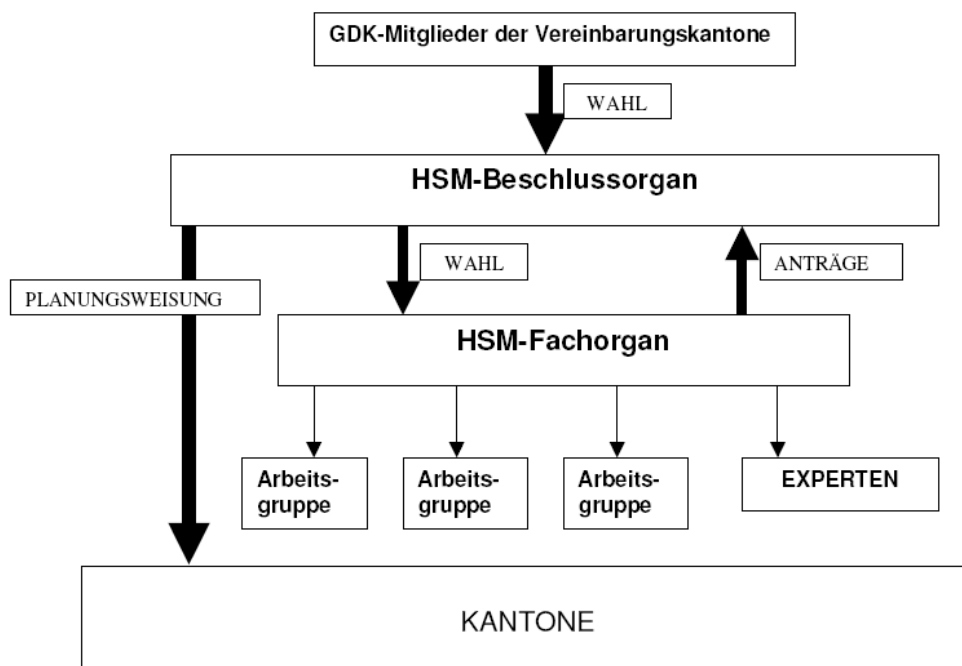 GDK-Mitglieder der Vereinbarungskantone
WAHL
HSM-Beschlussorgan
WAHL
ANTRÄGE
PLANUNGSWEISUNG
HSM-Fachorgan
Arbeits-
gruppe
Arbeits-
gruppe
Arbeits-
gruppe
EXPERTEN
KANTONE